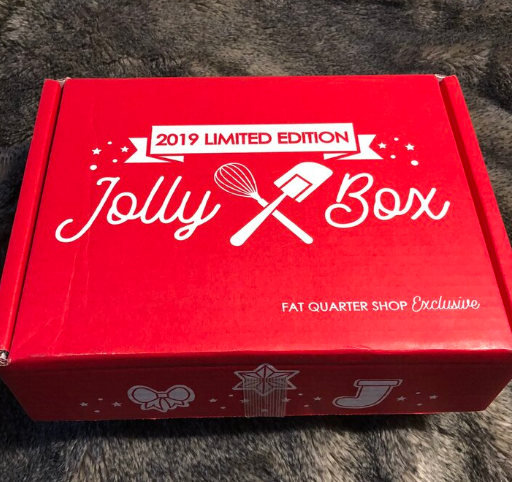 2019 LIMITED EDITION
Jolly Box
FAT QUARTER SHOP Exclusive